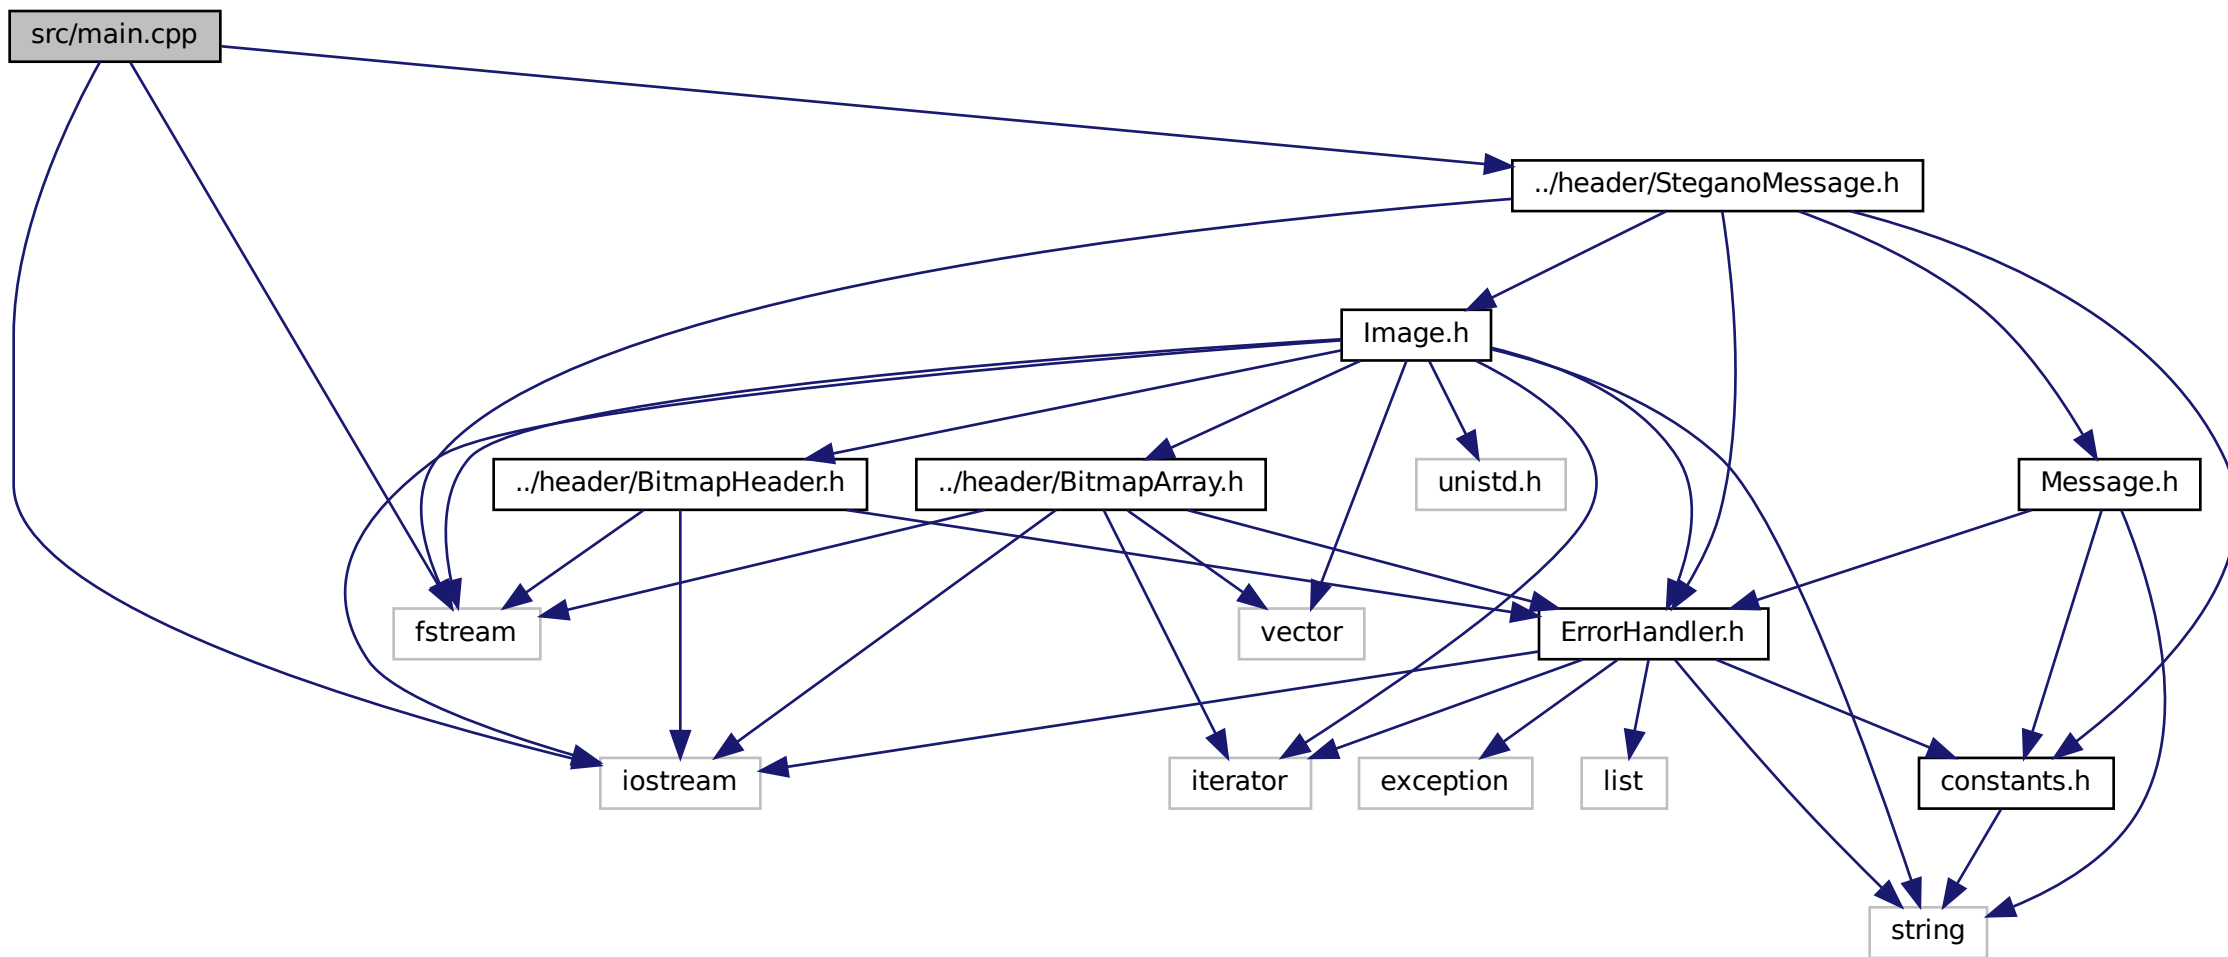 src/main.cpp
../header/SteganoMessage.h
Image.h
../header/BitmapHeader.h
../header/BitmapArray.h
unistd.h
Message.h
fstream
vector
ErrorHandler.h
iostream
iterator
exception
list
constants.h
string